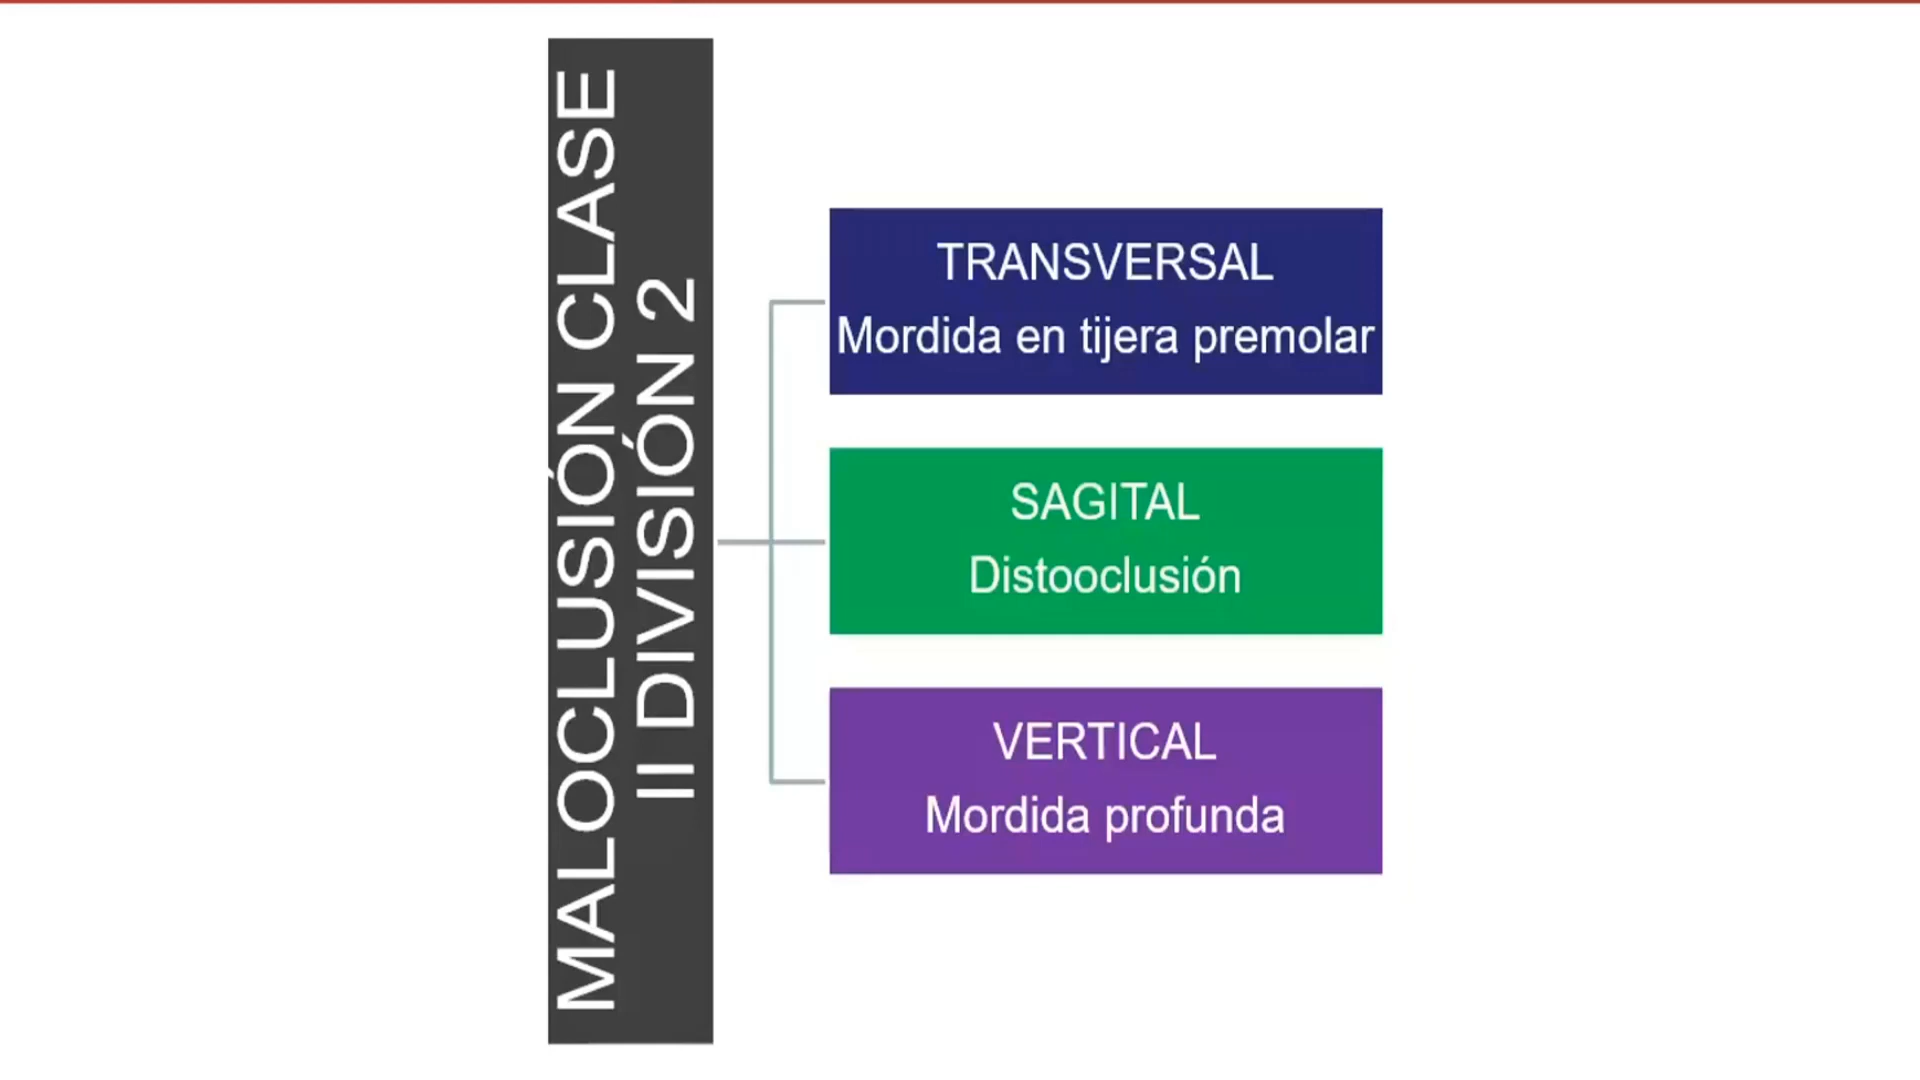 MALOCLUSIÓN CLASE
II DIVISIÓN 2
TRANSVERSAL
Mordida en tijera premolar
SAGITAL
Distooclusión
VERTICAL
Mordida profunda